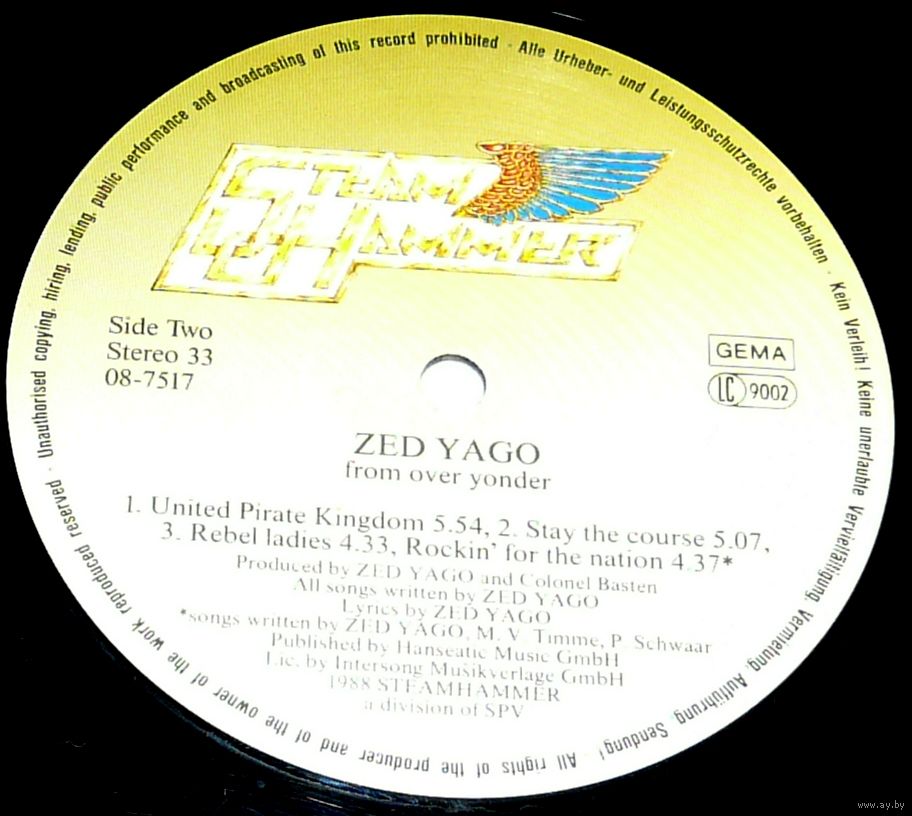 Unauthorised copying, hiring, lending, public performance and broadcasting of this record prohibited · Alle Urheber- und Leistungsschutzrechte vorbehalten · Kein Verleih! Keine unerlaubte Vervielfältigung, Vermietung, Aufführung, Sendung! · All rights of the producer and of the owner of the work reproduced reserved ·
STEAM
HAMMER
Side Two
Stereo 33
08-7517
GEMA
LC 9002
ZED YAGO
from over yonder
1. United Pirate Kingdom 5.54, 2. Stay the course 5.07,
3. Rebel ladies 4.33, Rockin' for the nation 4.37*
Produced by ZED YAGO and Colonel Basten
All songs written by ZED YAGO
Lyrics by ZED YAGO
*songs written by ZED YAGO, M. V. Timme, P. Schwaar
Published by Hanseatic Music GmbH
Lic. by Intersong Musikverlage GmbH
1988 STEAMHAMMER
a division of SPV
www.ay.by